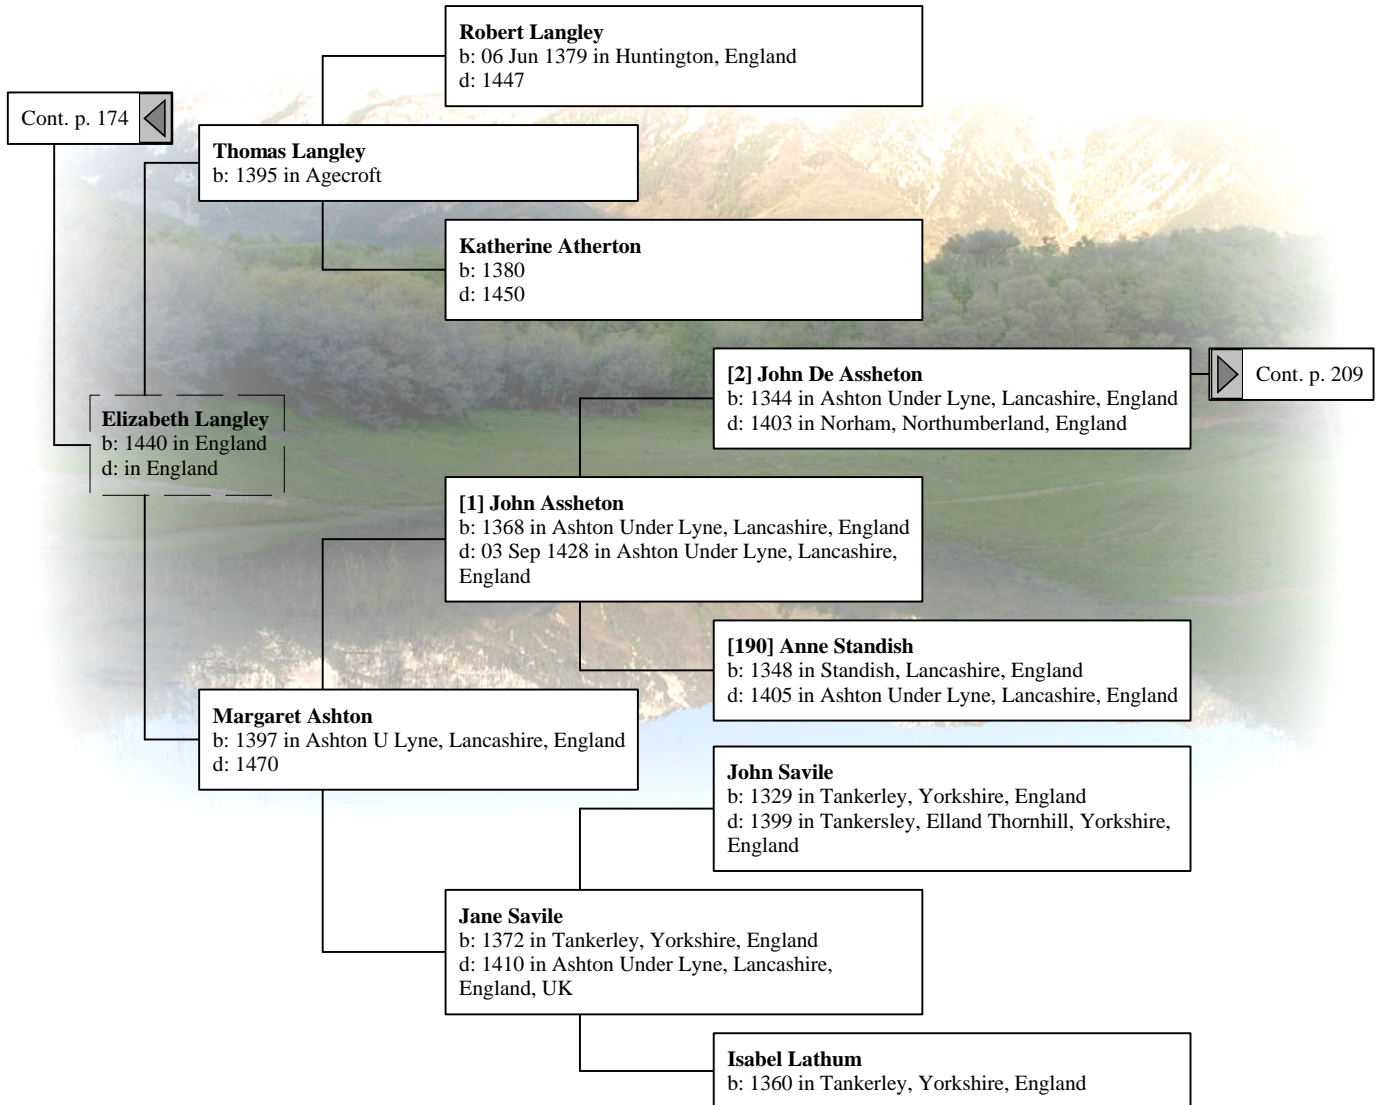 Robert Langley
b: 06 Jun 1379 in Huntington, England
d: 1447
Cont. p. 174
Thomas Langley
b: 1395 in Agecroft
Katherine Atherton
b: 1380
d: 1450
[2] John De Assheton
b: 1344 in Ashton Under Lyne, Lancashire, England
d: 1403 in Norham, Northumberland, England
Cont. p. 209
Elizabeth Langley
b: 1440 in England
d: in England
[1] John Assheton
b: 1368 in Ashton Under Lyne, Lancashire, England
d: 03 Sep 1428 in Ashton Under Lyne, Lancashire,
England
[190] Anne Standish
b: 1348 in Standish, Lancashire, England
d: 1405 in Ashton Under Lyne, Lancashire, England
Margaret Ashton
b: 1397 in Ashton U Lyne, Lancashire, England
d: 1470
John Savile
b: 1329 in Tankerley, Yorkshire, England
d: 1399 in Tankersley, Elland Thornhill, Yorkshire,
England
Jane Savile
b: 1372 in Tankerley, Yorkshire, England
d: 1410 in Ashton Under Lyne, Lancashire,
England, UK
Isabel Lathum
b: 1360 in Tankerley, Yorkshire, England